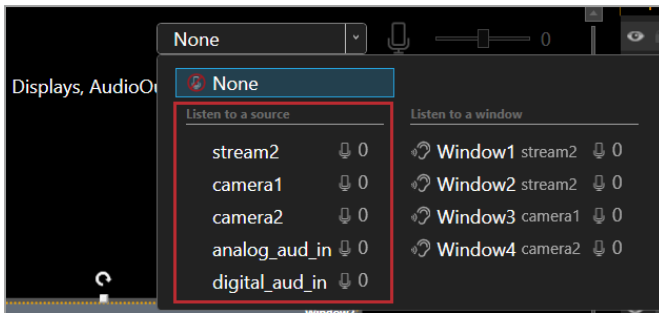 None
0
Displays, AudioOu
None
Listen to a source
stream2 0
camera1 0
camera2 0
analog_aud_in 0
digital_aud_in 0
Listen to a window
Window1 stream2 0
Window2 stream2 0
Window3 camera1 0
Window4 camera2 0
Window2